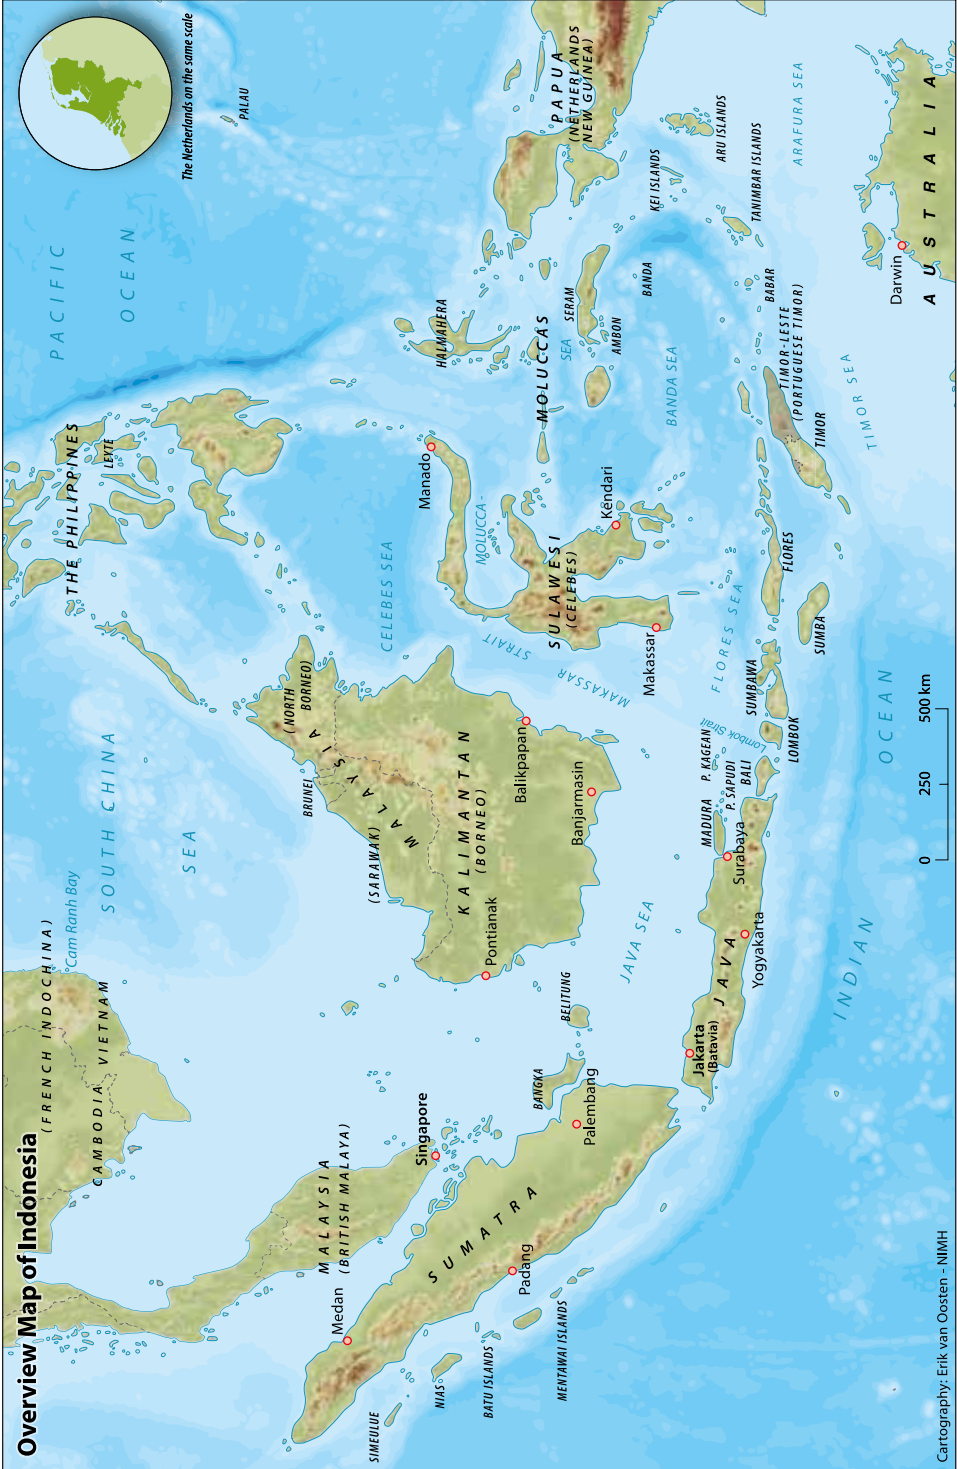 Overview Map of Indonesia
The Netherlands on the same scale
(FRENCH INDOCHINA)
CAMBODIA
VIETNAM
Cam Ranh Bay
SOUTH CHINA
SEA
THE PHILIPPINES
LEYTE
PACIFIC
OCEAN
PALAU
MALAYSIA
(BRITISH MALAYA)
Singapore
Medan
SUMATRA
Padang
Palembang
SIMEULUE
NIAS
BATU ISLANDS
MENTAWAI ISLANDS
BANGKA
BELITUNG
BRUNEI
(NORTH
BORNEO)
MALAYSIA
(SARAWAK)
KALIMANTAN
(BORNEO)
Pontianak
Balikpapan
Banjarmasin
CELEBES SEA
MAKASSAR
STRAIT
Manado
MOLUCCA-
SEA
SULAWESI
(CELEBES)
Kendari
Makassar
HALMAHERA
MOLUCCAS
SERAM
AMBON
BANDA
BANDA SEA
PAPUA
(NETHERLANDS
NEW GUINEA)
KEI ISLANDS
ARU ISLANDS
TANIMBAR ISLANDS
ARAFURA SEA
BABAR
TIMOR-LESTE
(PORTUGUESE TIMOR)
TIMOR
TIMOR SEA
Darwin
AUSTRALIA
JAVA SEA
Jakarta
(Batavia)
JAVA
Yogyakarta
Surabaya
MADURA
P. KAGEAN
P. SAPUDI
BALI
Lombok Strait
LOMBOK
SUMBAWA
FLORES SEA
FLORES
SUMBA
INDIAN
OCEAN
0
250
500 km
Cartography: Erik van Oosten - NIMH